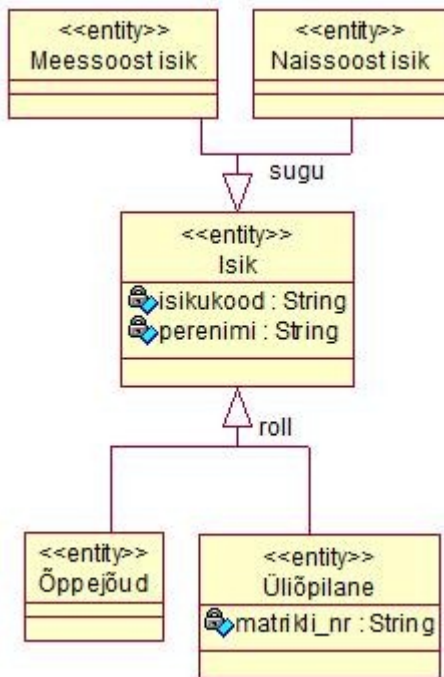 <<entity>>
Meessoost isik
<<entity>>
Naissoost isik
sugu
<<entity>>
Isik
isikukood : String
perenimi : String
roll
<<entity>>
Õppejõud
<<entity>>
Üliõpilane
matrikli_nr : String